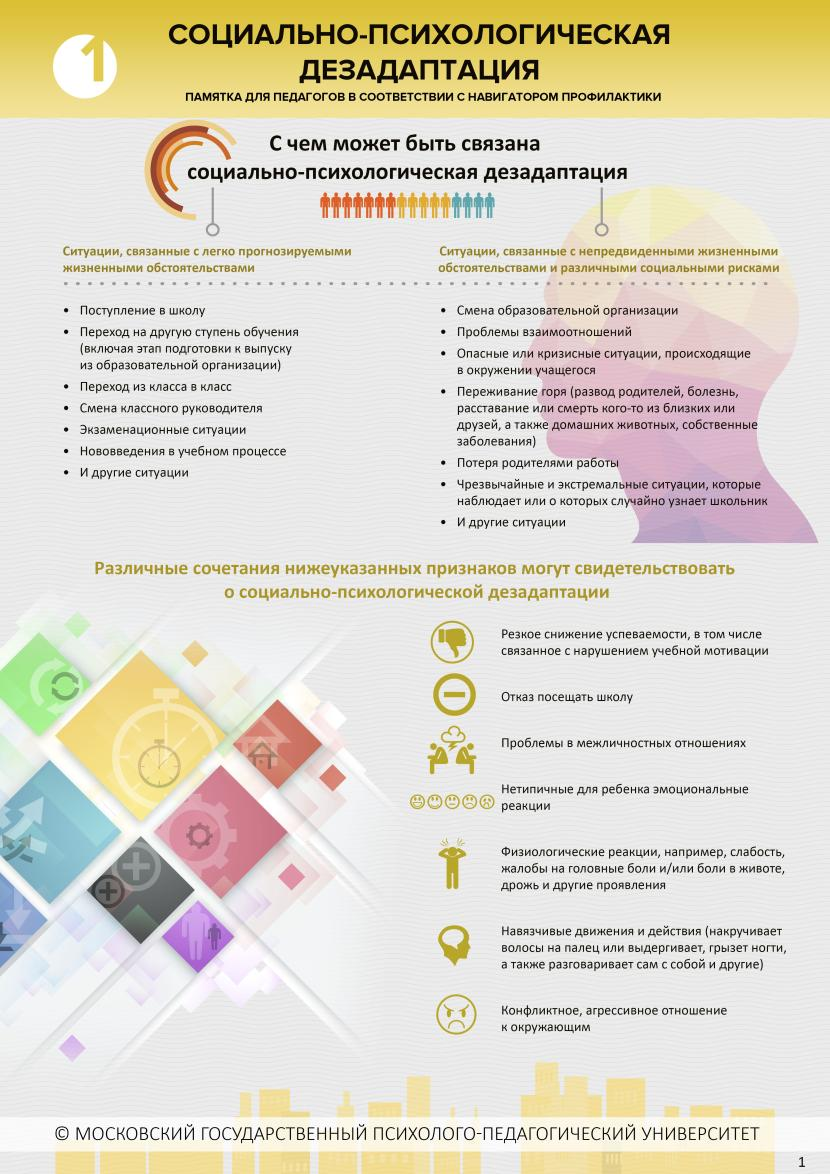 1
СОЦИАЛЬНО-ПСИХОЛОГИЧЕСКАЯ
ДЕЗАДАПТАЦИЯ
ПАМЯТКА ДЛЯ ПЕДАГОГОВ В СООТВЕТСТВИИ С НАВИГАТОРОМ ПРОФИЛАКТИКИ
С чем может быть связана
социально-психологическая дезадаптация
Ситуации, связанные с легко прогнозируемыми
жизненными обстоятельствами
• Поступление в школу
• Переход на другую ступень обучения
(включая этап подготовки к выпуску
из образовательной организации)
• Переход из класса в класс
• Смена классного руководителя
• Экзаменационные ситуации
• Нововведения в учебном процессе
• И другие ситуации
Ситуации, связанные с непредвиденными жизненными
обстоятельствами и различными социальными рисками
• Смена образовательной организации
• Проблемы взаимоотношений
• Опасные или кризисные ситуации, происходящие
в окружении учащегося
• Переживание горя (развод родителей, болезнь,
расставание или смерть кого-то из близких или
друзей, а также домашних животных, собственные
заболевания)
• Потеря родителями работы
• Чрезвычайные и экстремальные ситуации, которые
наблюдает или о которых случайно узнает школьник
• И другие ситуации
Различные сочетания нижеуказанных признаков могут свидетельствовать
о социально-психологической дезадаптации
Резкое снижение успеваемости, в том числе
связанное с нарушением учебной мотивации
Отказ посещать школу
Проблемы в межличностных отношениях
Нетипичные для ребенка эмоциональные
реакции
Физиологические реакции, например, слабость,
жалобы на головные боли и/или боли в животе,
дрожь и другие проявления
Навязчивые движения и действия (накручивает
волосы на палец или выдергивает, грызет ногти,
а также разговаривает сам с собой и другие)
Конфликтное, агрессивное отношение
к окружающим
© МОСКОВСКИЙ ГОСУДАРСТВЕННЫЙ ПСИХОЛОГО-ПЕДАГОГИЧЕСКИЙ УНИВЕРСИТЕТ
1